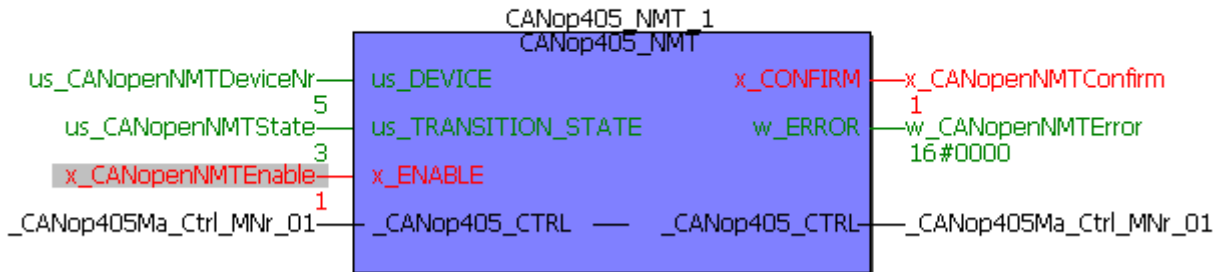 CANop405_NMT_1
CANop405_NMT
us_CANopenNMTDeviceNr us_DEVICE x_CONFIRM x_CANopenNMTConfirm
5 1
us_CANopenNMTState us_TRANSITION_STATE w_ERROR w_CANopenNMTError
3 16#0000
x_CANopenNMTEnable x_ENABLE
1
_CANop405Ma_Ctrl_MNr_01 _CANop405_CTRL _CANop405_CTRL _CANop405Ma_Ctrl_MNr_01